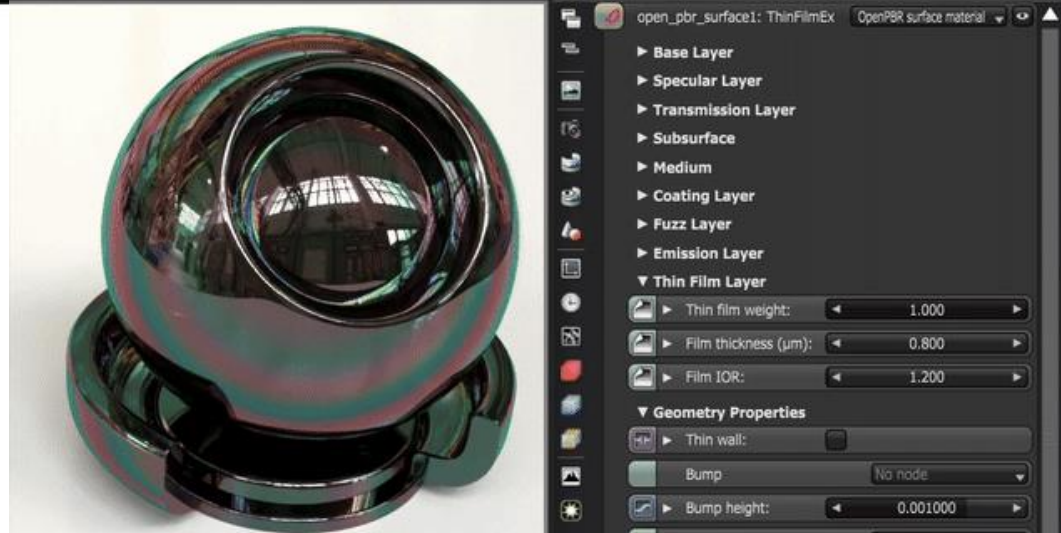 open_pbr_surface1: ThinFilmEx OpenPBR surface material
Base Layer
Specular Layer
Transmission Layer
Subsurface
Medium
Coating Layer
Fuzz Layer
Emission Layer
Thin Film Layer
Thin film weight: 1.000
Film thickness (µm): 0.800
Film IOR: 1.200
Geometry Properties
Thin wall:
Bump No node
Bump height: 0.001000